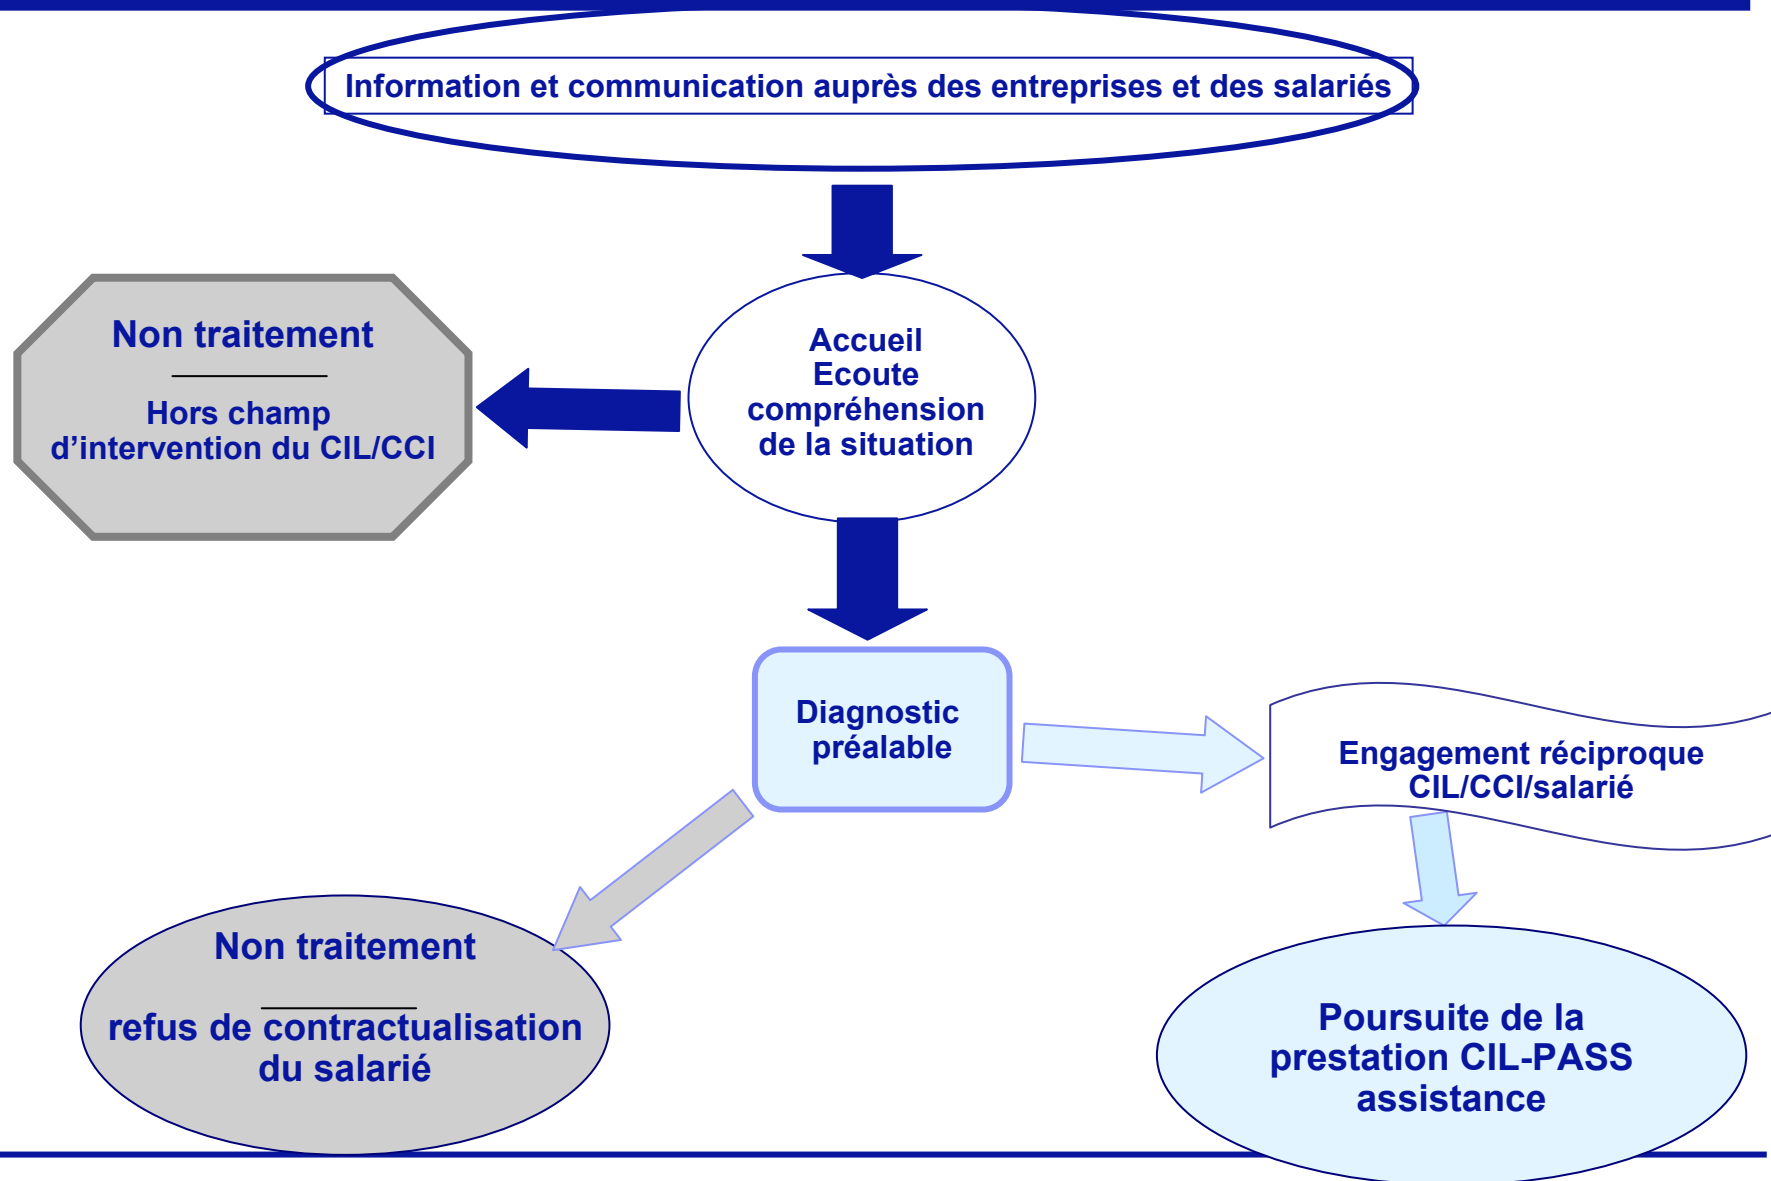 Information et communication auprès des entreprises et des salariés
Non traitement
Hors champ
d’intervention du CIL/CCI
Accueil
Ecoute
compréhension
de la situation
Diagnostic
préalable
Engagement réciproque
CIL/CCI/salarié
Non traitement
refus de contractualisation
du salarié
Poursuite de la
prestation CIL-PASS
assistance